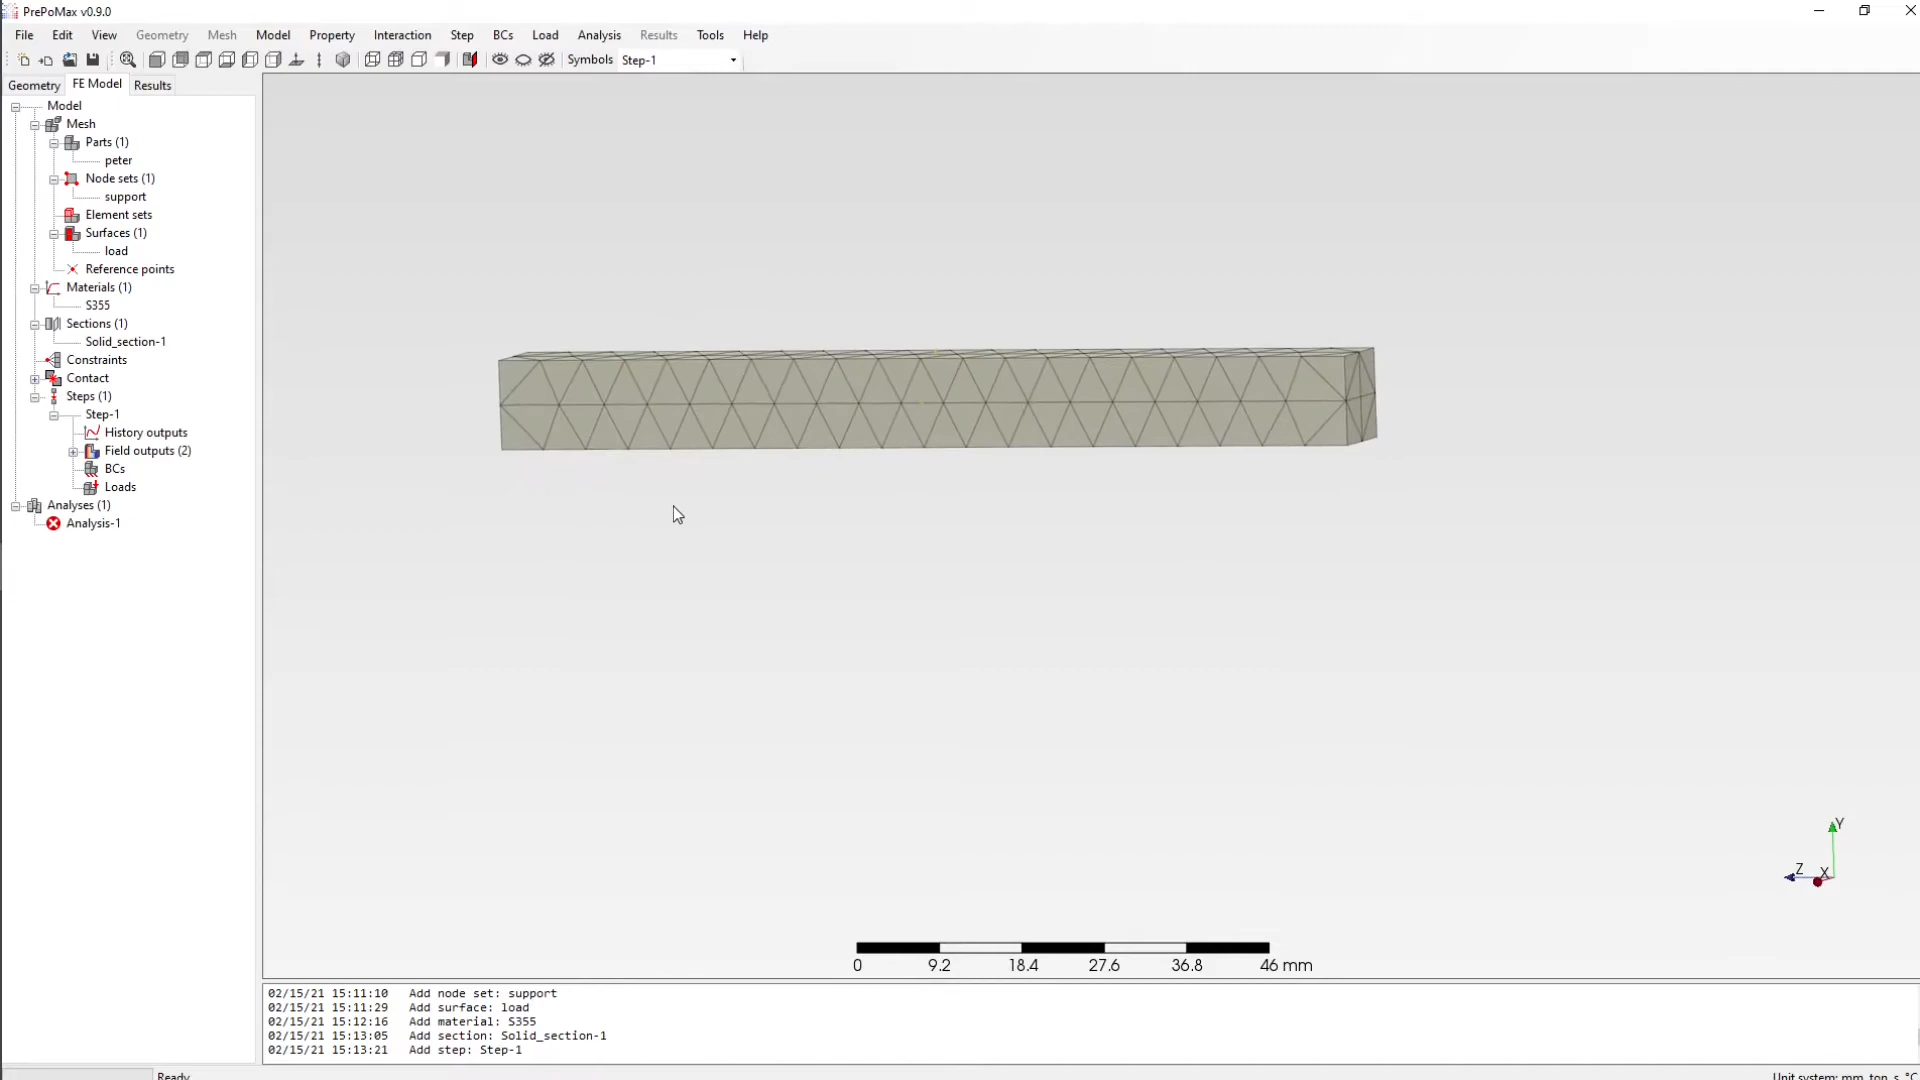 PrePoMax v0.9.0
File Edit View Geometry Mesh Model Property Interaction Step BCs Load Analysis Results Tools Help
Symbols Step-1
Geometry FE Model Results
Model
Mesh
Parts (1)
peter
Node sets (1)
support
Element sets
Surfaces (1)
load
Reference points
Materials (1)
S355
Sections (1)
Solid_section-1
Constraints
Contact
Steps (1)
Step-1
History outputs
Field outputs (2)
BCs
Loads
Analyses (1)
Analysis-1
Y
Z X
0 9.2 18.4 27.6 36.8 46 mm
02/15/21 15:11:10 Add node set: support
02/15/21 15:11:29 Add surface: load
02/15/21 15:12:16 Add material: S355
02/15/21 15:13:05 Add section: Solid_section-1
02/15/21 15:13:21 Add step: Step-1
Ready Unit system: mm, ton, s, °C